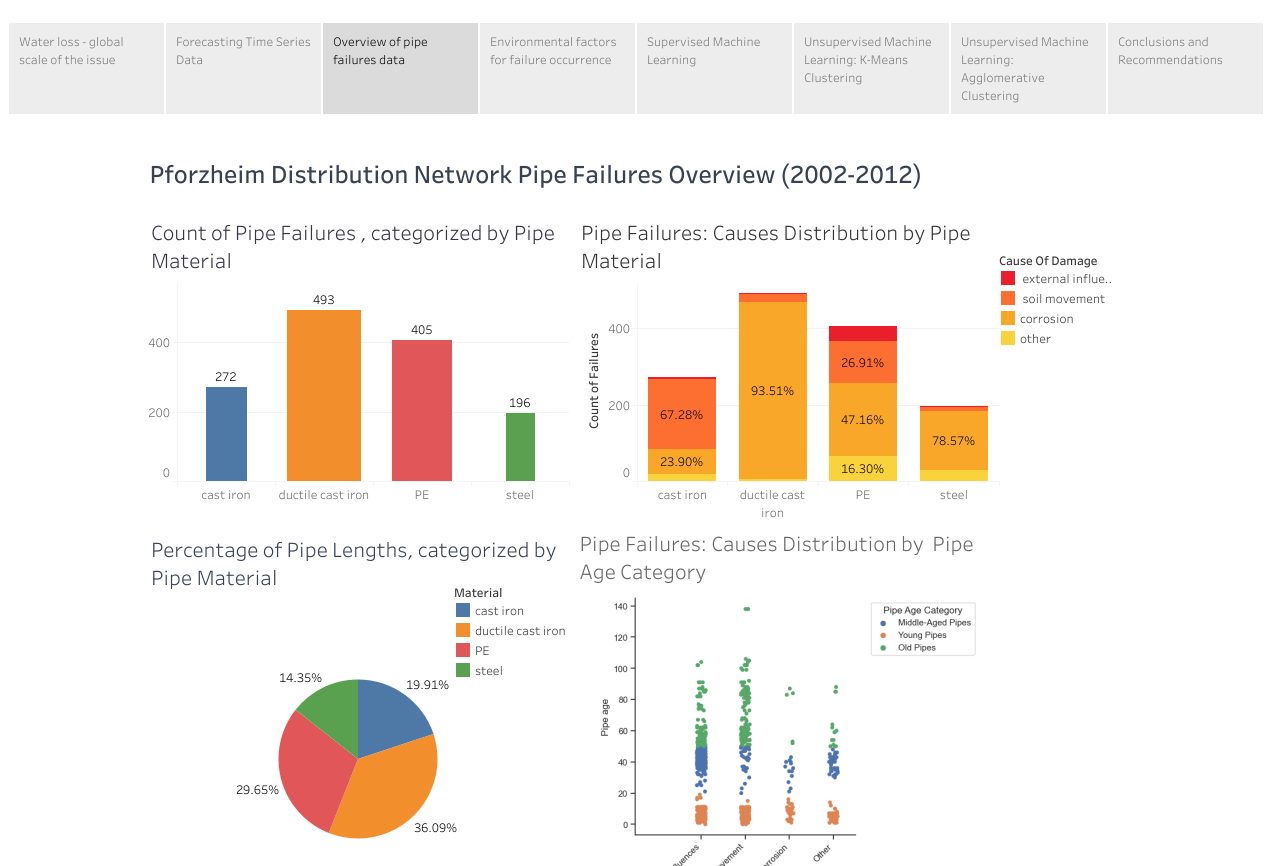 Water loss - global
scale of the issue
Forecasting Time Series
Data
Overview of pipe
failures data
Environmental factors
for failure occurrence
Supervised Machine
Learning
Unsupervised Machine
Learning: K-Means
Clustering
Unsupervised Machine
Learning:
Agglomerative
Clustering
Conclusions and
Recommendations
Pforzheim Distribution Network Pipe Failures Overview (2002-2012)
Count of Pipe Failures , categorized by Pipe
Material
493
405
272
196
400
200
0
cast iron
ductile cast iron
PE
steel
Pipe Failures: Causes Distribution by Pipe
Material
Cause Of Damage
external influe..
soil movement
corrosion
other
Count of Failures
400
200
0
67.28%
23.90%
93.51%
26.91%
47.16%
16.30%
78.57%
cast iron
ductile cast
iron
PE
steel
Percentage of Pipe Lengths, categorized by
Pipe Material
Material
cast iron
ductile cast iron
PE
steel
14.35%
19.91%
29.65%
36.09%
Pipe Failures: Causes Distribution by Pipe
Age Category
Pipe Age Category
Middle-Aged Pipes
Young Pipes
Old Pipes
Pipe age
140
120
100
80
60
40
20
0
Other